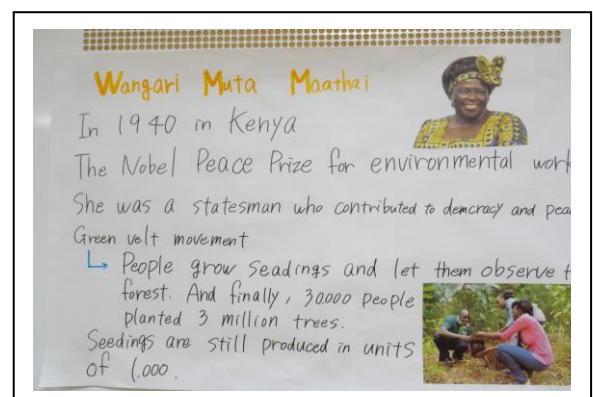 Wangari Muta Maathai
In 1940 in Kenya
The Nobel Peace Prize for environmental work
She was a statesman who contributed to demcracy and pea
Green velt movement
↳ People grow Seadings and let them observe t
forest. And finally, 30000 people
planted 3 million trees.
Seedings are still produced in units
of 1.000.